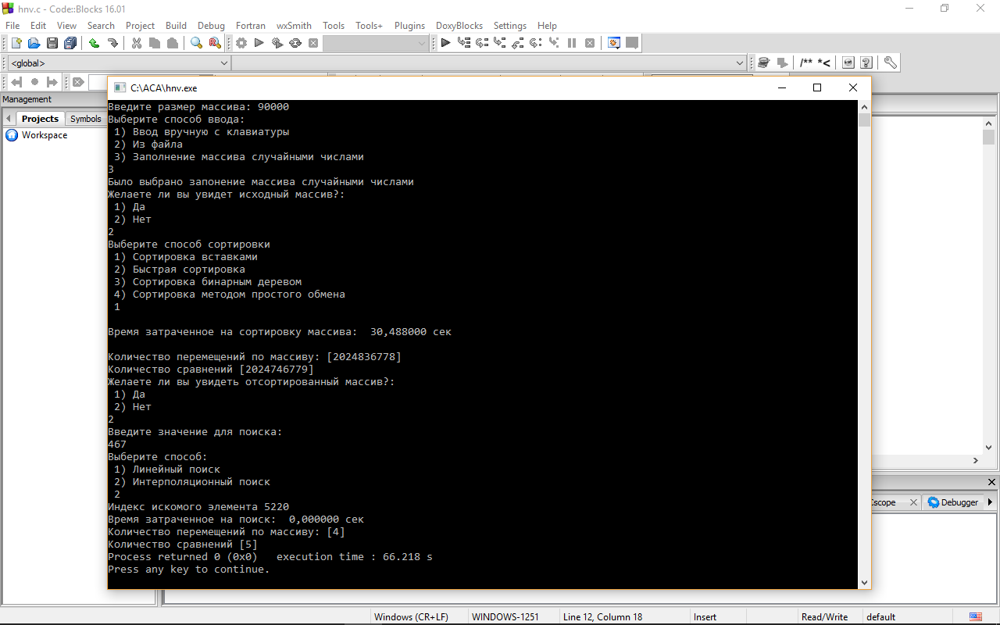 hnv.c - Code::Blocks 16.01
File Edit View Search Project Build Debug Fortran wxSmith Tools Tools+ Plugins DoxyBlocks Settings Help
<global>
/** *<
C:\ACA\hnv.exe
Management
Projects Symbols
Workspace
Введите размер массива: 90000
Выберите способ ввода:
1) Ввод вручную с клавиатуры
2) Из файла
3) Заполнение массива случайными числами
3
Было выбрано запонение массива случайными числами
Желаете ли вы увидет исходный массив?:
1) Да
2) Нет
2
Выберите способ сортировки
1) Сортировка вставками
2) Быстрая сортировка
3) Сортировка бинарным деревом
4) Сортировка методом простого обмена
1
Время затраченное на сортировку массива:  30,488000 сек
Количество перемещений по массиву: [2024836778]
Количество сравнений [2024746779]
Желаете ли вы увидеть отсортированный массив?:
1) Да
2) Нет
2
Введите значение для поиска:
467
Выберите способ:
1) Линейный поиск
2) Интерполяционный поиск
2
Индекс искомого элемента 5220
Время затраченное на поиск:  0,000000 сек
Количество перемещений по массиву: [4]
Количество сравнений [5]
Process returned 0 (0x0)   execution time : 66.218 s
Press any key to continue.
Cscope Debugger
Windows (CR+LF) WINDOWS-1251 Line 12, Column 18 Insert Read/Write default